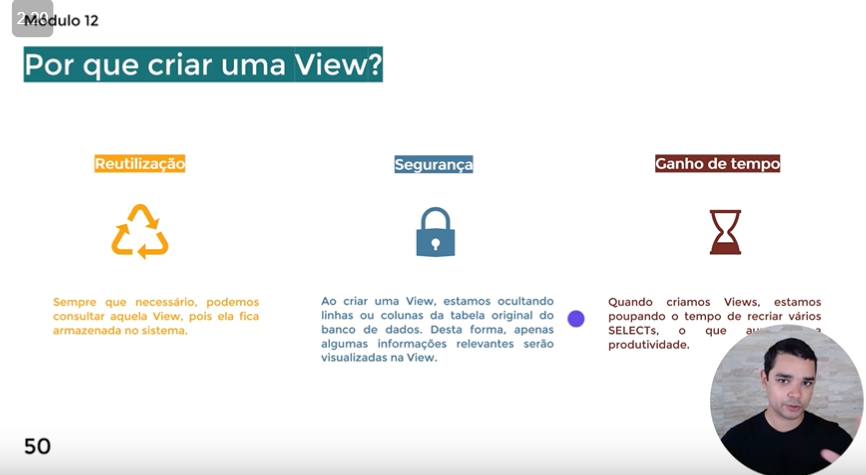 2:20
Módulo 12
Por que criar uma View?
Reutilização
Sempre que necessário, podemos
consultar aquela View, pois ela fica
armazenada no sistema.
Segurança
Ao criar uma View, estamos ocultando
linhas ou colunas da tabela original do
banco de dados. Desta forma, apenas
algumas informações relevantes serão
visualizadas na View.
Ganho de tempo
Quando criamos Views, estamos
poupando o tempo de recriar vários
SELECTs, o que
produtividade.
50